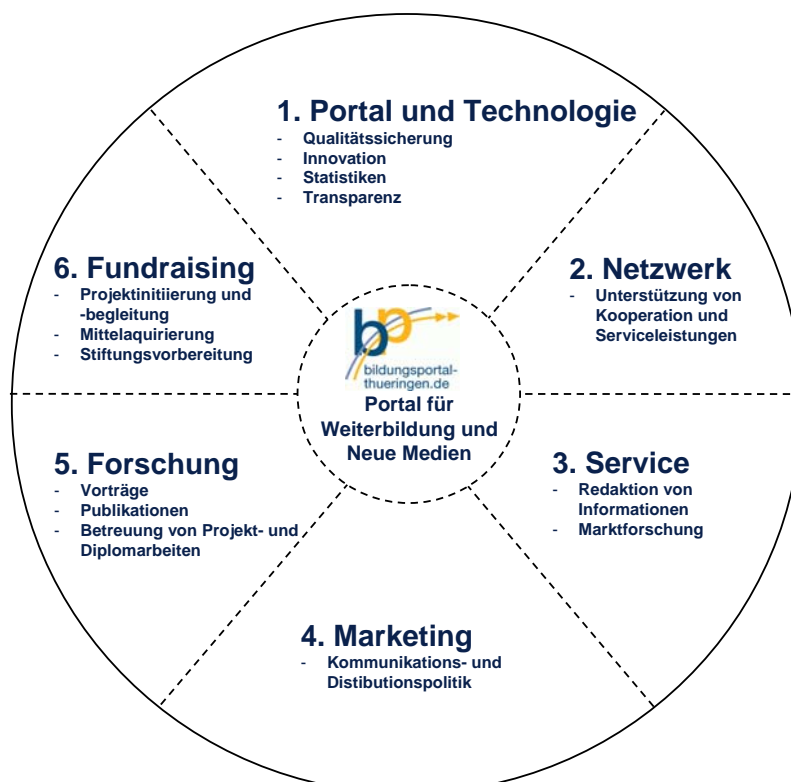 1. Portal und Technologie
- Qualitätssicherung
- Innovation
- Statistiken
- Transparenz
2. Netzwerk
- Unterstützung von
Kooperation und
Serviceleistungen
3. Service
- Redaktion von
Informationen
- Marktforschung
4. Marketing
- Kommunikations- und
Distibutionspolitik
5. Forschung
- Vorträge
- Publikationen
- Betreuung von Projekt- und
Diplomarbeiten
6. Fundraising
- Projektinitiierung und
-begleitung
- Mittelaquirierung
- Stiftungsvorbereitung
bp
bildungsportal-
thueringen.de
Portal für
Weiterbildung und
Neue Medien